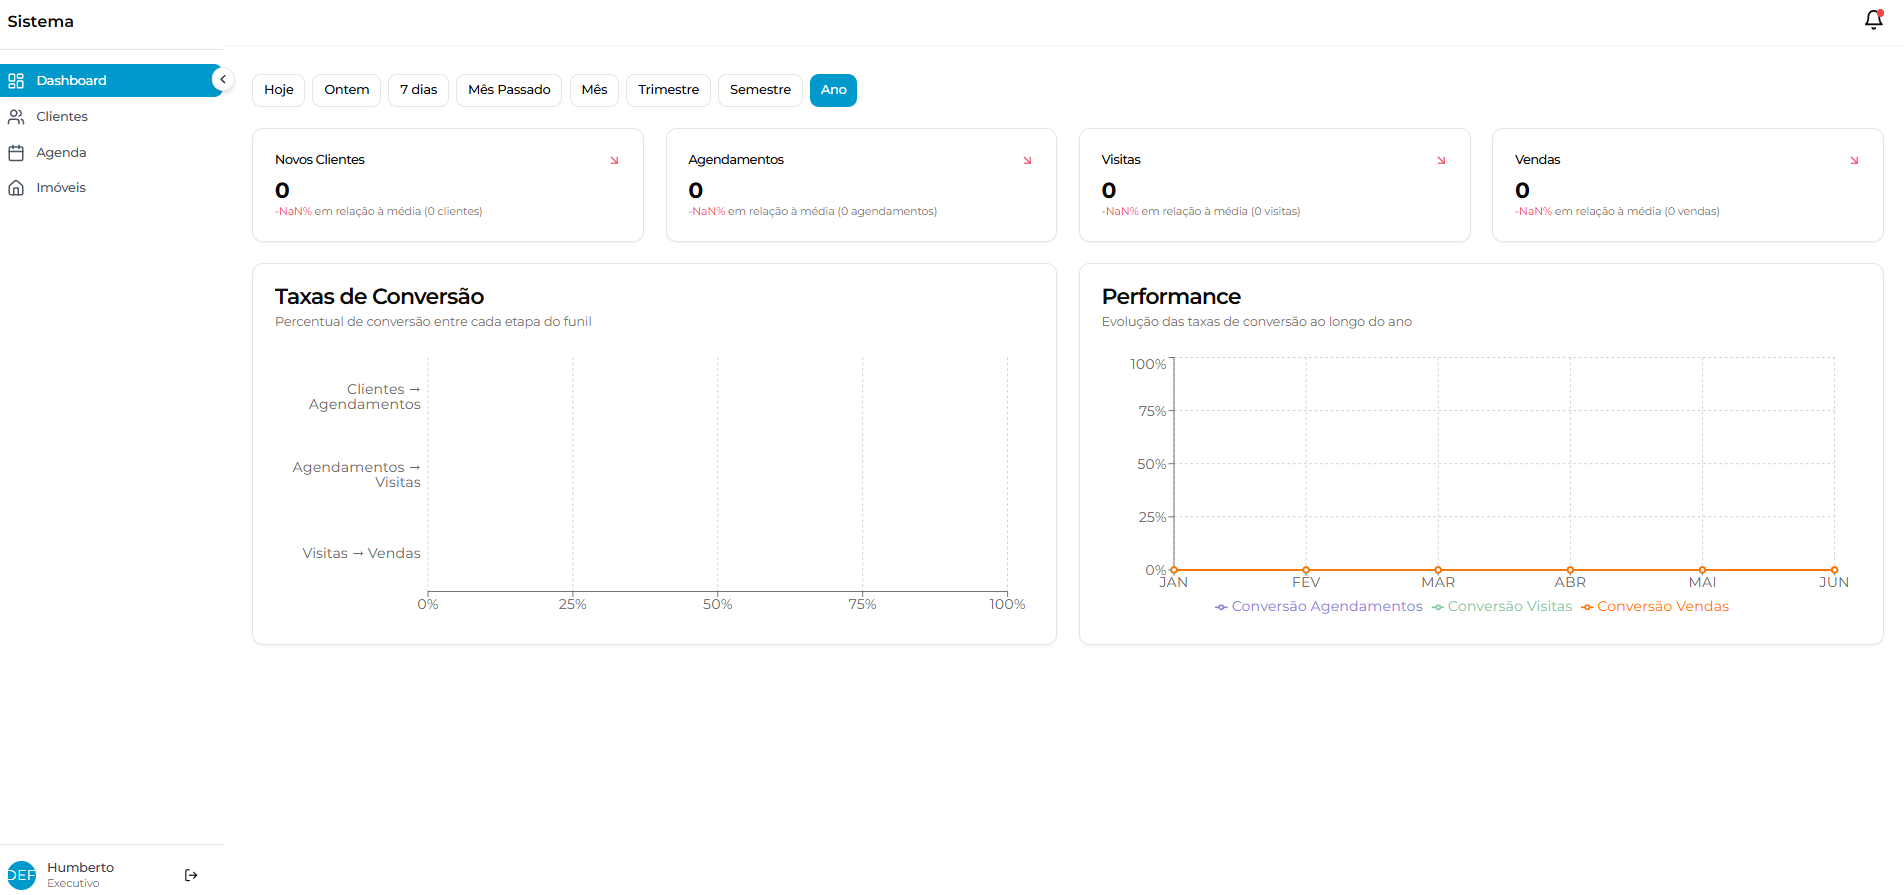 Sistema
Dashboard
Clientes
Agenda
Imóveis
Hoje
Ontem
7 dias
Mês Passado
Mês
Trimestre
Semestre
Ano
Novos Clientes
0
-NaN% em relação à média (0 clientes)
Agendamentos
0
-NaN% em relação à média (0 agendamentos)
Visitas
0
-NaN% em relação à média (0 visitas)
Vendas
0
-NaN% em relação à média (0 vendas)
Taxas de Conversão
Percentual de conversão entre cada etapa do funil
Clientes →
Agendamentos
Agendamentos →
Visitas
Visitas → Vendas
0%
25%
50%
75%
100%
Performance
Evolução das taxas de conversão ao longo do ano
100%
75%
50%
25%
0%
JAN
FEV
MAR
ABR
MAI
JUN
Conversão Agendamentos
Conversão Visitas
Conversão Vendas
DEF
Humberto
Executivo